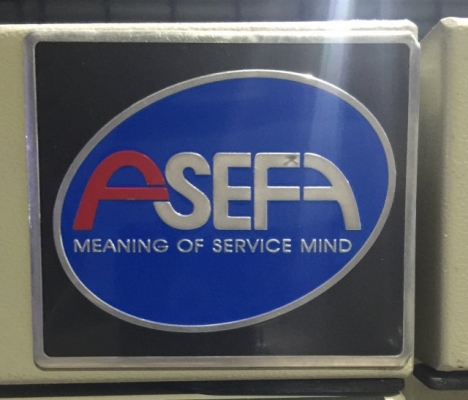 ASEFA
MEANING OF SERVICE MIND